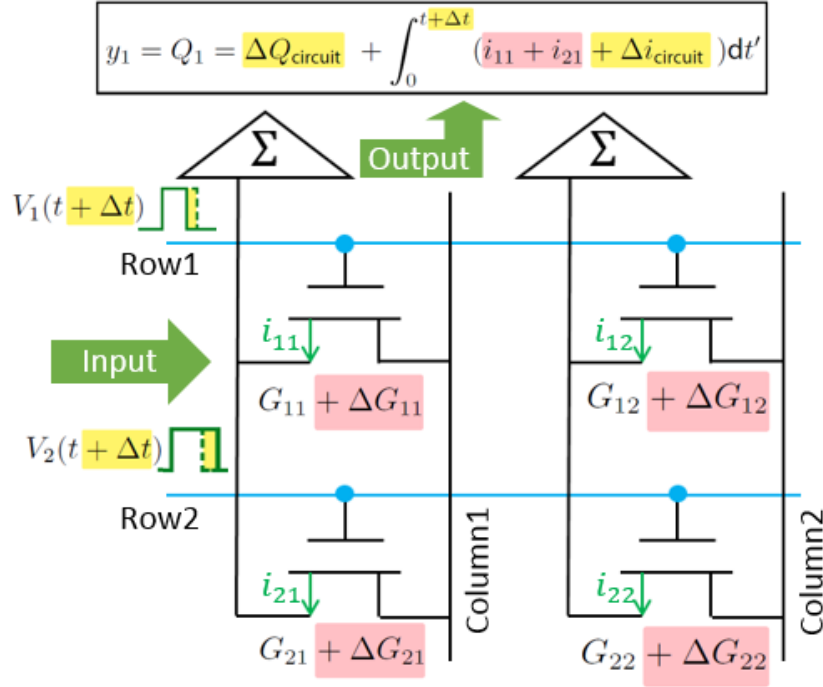 y₁ = Q₁ = ΔQ_circuit + ∫₀^{t+Δt} (i₁₁ + i₂₁ + Δi_circuit )dt′
Σ
Output
Σ
V₁(t + Δt)
Row1
Input
i₁₁
i₁₂
G₁₁ + ΔG₁₁
G₁₂ + ΔG₁₂
V₂(t + Δt)
Row2
Column1
Column2
i₂₁
i₂₂
G₂₁ + ΔG₂₁
G₂₂ + ΔG₂₂